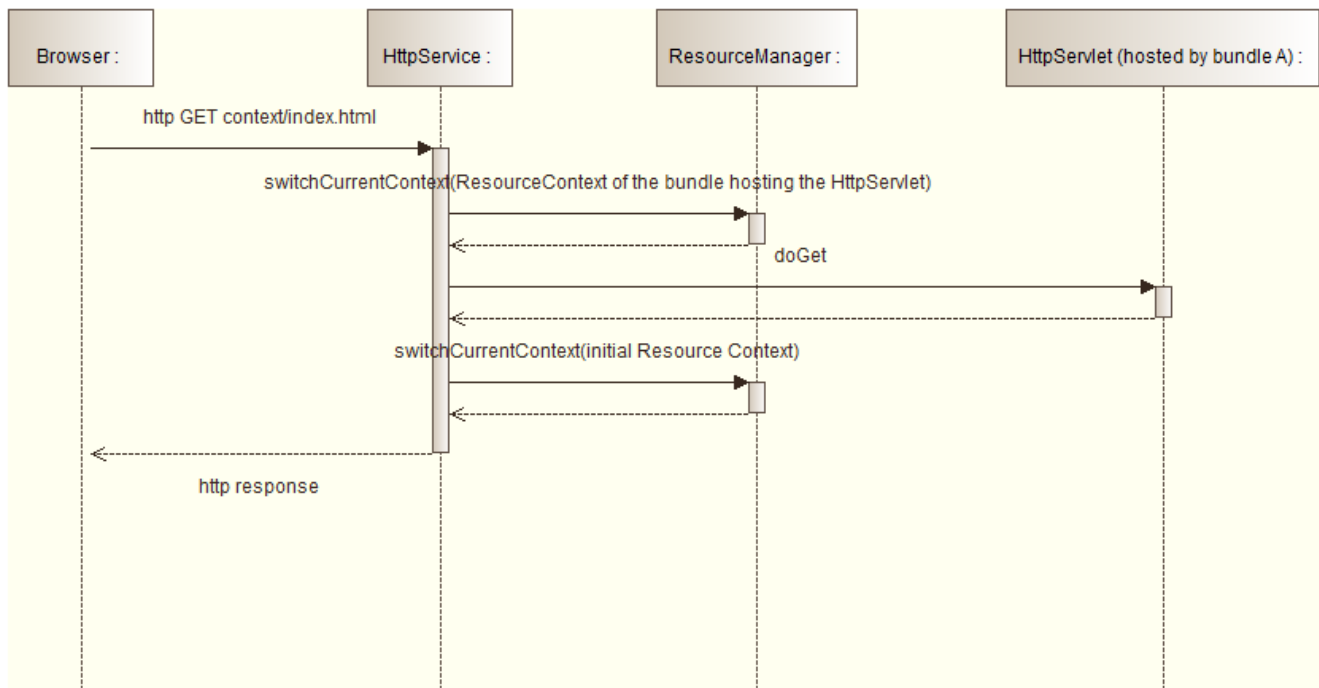 Browser :
HttpService :
ResourceManager :
HttpServlet (hosted by bundle A) :
http GET context/index.html
switchCurrentContext(ResourceContext of the bundle hosting the HttpServlet)
doGet
switchCurrentContext(initial Resource Context)
http response